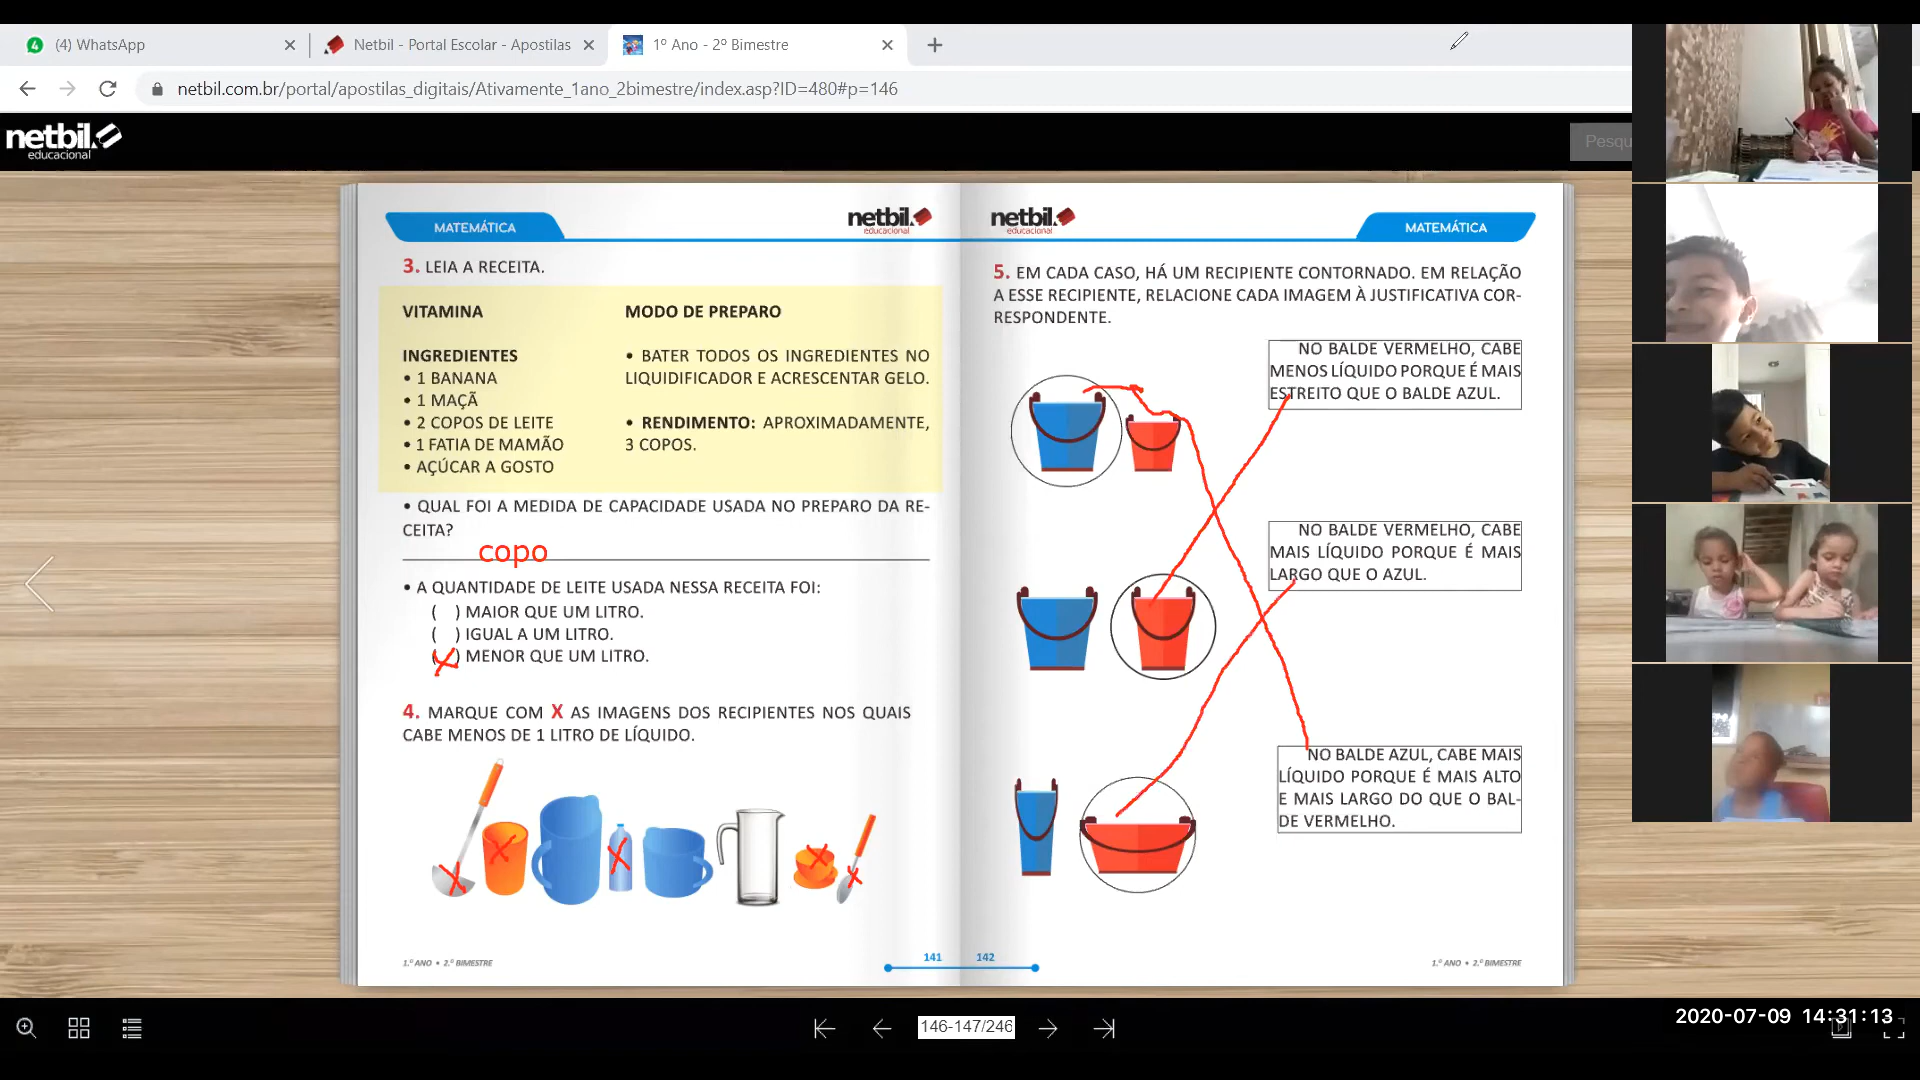 (4) WhatsApp
Netbil - Portal Escolar - Apostilas
1º Ano - 2º Bimestre
netbil.com.br/portal/apostilas_digitais/Ativamente_1ano_2bimestre/index.asp?ID=480#p=146
netbil
educacional
Pesqu
MATEMÁTICA
netbil
educacional
3. LEIA A RECEITA.
VITAMINA
INGREDIENTES
• 1 BANANA
• 1 MAÇÃ
• 2 COPOS DE LEITE
• 1 FATIA DE MAMÃO
• AÇÚCAR A GOSTO
MODO DE PREPARO
• BATER TODOS OS INGREDIENTES NO
LIQUIDIFICADOR E ACRESCENTAR GELO.
• RENDIMENTO: APROXIMADAMENTE,
3 COPOS.
• QUAL FOI A MEDIDA DE CAPACIDADE USADA NO PREPARO DA RE-
CEITA?
copo
• A QUANTIDADE DE LEITE USADA NESSA RECEITA FOI:
( ) MAIOR QUE UM LITRO.
( ) IGUAL A UM LITRO.
(X) MENOR QUE UM LITRO.
4. MARQUE COM X AS IMAGENS DOS RECIPIENTES NOS QUAIS
CABE MENOS DE 1 LITRO DE LÍQUIDO.
1.º ANO • 2.º BIMESTRE
141
netbil
educacional
MATEMÁTICA
5. EM CADA CASO, HÁ UM RECIPIENTE CONTORNADO. EM RELAÇÃO
A ESSE RECIPIENTE, RELACIONE CADA IMAGEM À JUSTIFICATIVA COR-
RESPONDENTE.
NO BALDE VERMELHO, CABE
MENOS LÍQUIDO PORQUE É MAIS
ESTREITO QUE O BALDE AZUL.
NO BALDE VERMELHO, CABE
MAIS LÍQUIDO PORQUE É MAIS
LARGO QUE O AZUL.
NO BALDE AZUL, CABE MAIS
LÍQUIDO PORQUE É MAIS ALTO
E MAIS LARGO DO QUE O BAL-
DE VERMELHO.
142
1.º ANO • 2.º BIMESTRE
146-147/246
2020-07-09 14:31:13